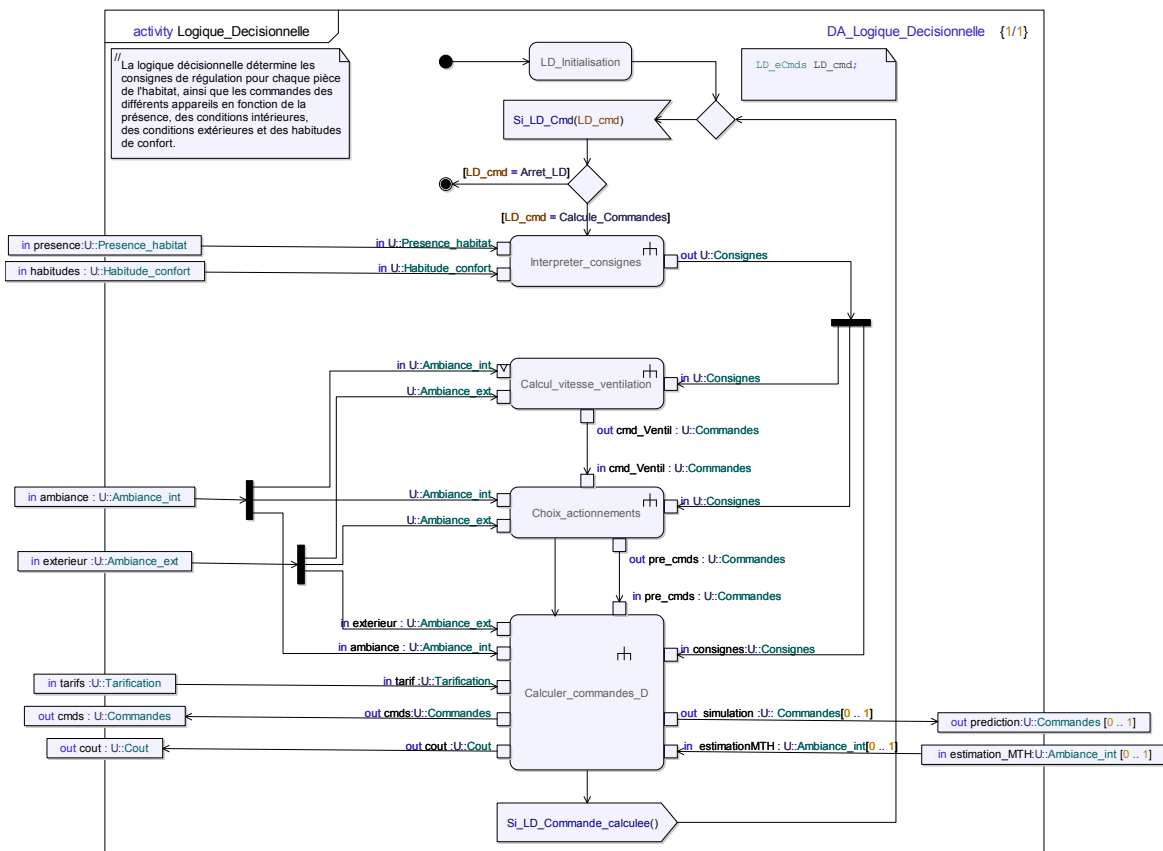 activity Logique_Decisionnelle
DA_Logique_Decisionnelle {1/1}
//
La logique décisionnelle détermine les
consignes de régulation pour chaque pièce
de l'habitat, ainsi que les commandes des
différents appareils en fonction de la
présence, des conditions intérieures,
des conditions extérieures et des habitudes
de confort.
LD_Initialisation
LD_eCmds LD_cmd;
Si_LD_Cmd(LD_cmd)
[LD_cmd = Arret_LD]
[LD_cmd = Calcule_Commandes]
in presence:U::Presence_habitat
in U::Presence_habitat
in habitudes : U::Habitude_confort
in U::Habitude_confort
Interpreter_consignes
out U::Consignes
in U::Ambiance_int
U::Ambiance_ext
Calcul_vitesse_ventilation
in U::Consignes
out cmd_Ventil : U::Commandes
in cmd_Ventil : U::Commandes
in ambiance : U::Ambiance_int
U::Ambiance_int
U::Ambiance_ext
Choix_actionnements
in U::Consignes
in exterieur :U::Ambiance_ext
out pre_cmds : U::Commandes
in pre_cmds : U::Commandes
in exterieur : U::Ambiance_ext
in ambiance : U::Ambiance_int
in consignes:U::Consignes
in tarifs :U::Tarification
in tarif :U::Tarification
Calculer_commandes_D
out cmds : U::Commandes
out cmds:U::Commandes
out simulation :U:: Commandes[0 .. 1]
out prediction:U::Commandes [0 .. 1]
out cout : U::Cout
out cout :U::Cout
in estimationMTH : U::Ambiance_int[0 .. 1]
in estimation_MTH:U::Ambiance_int [0 .. 1]
Si_LD_Commande_calculee()